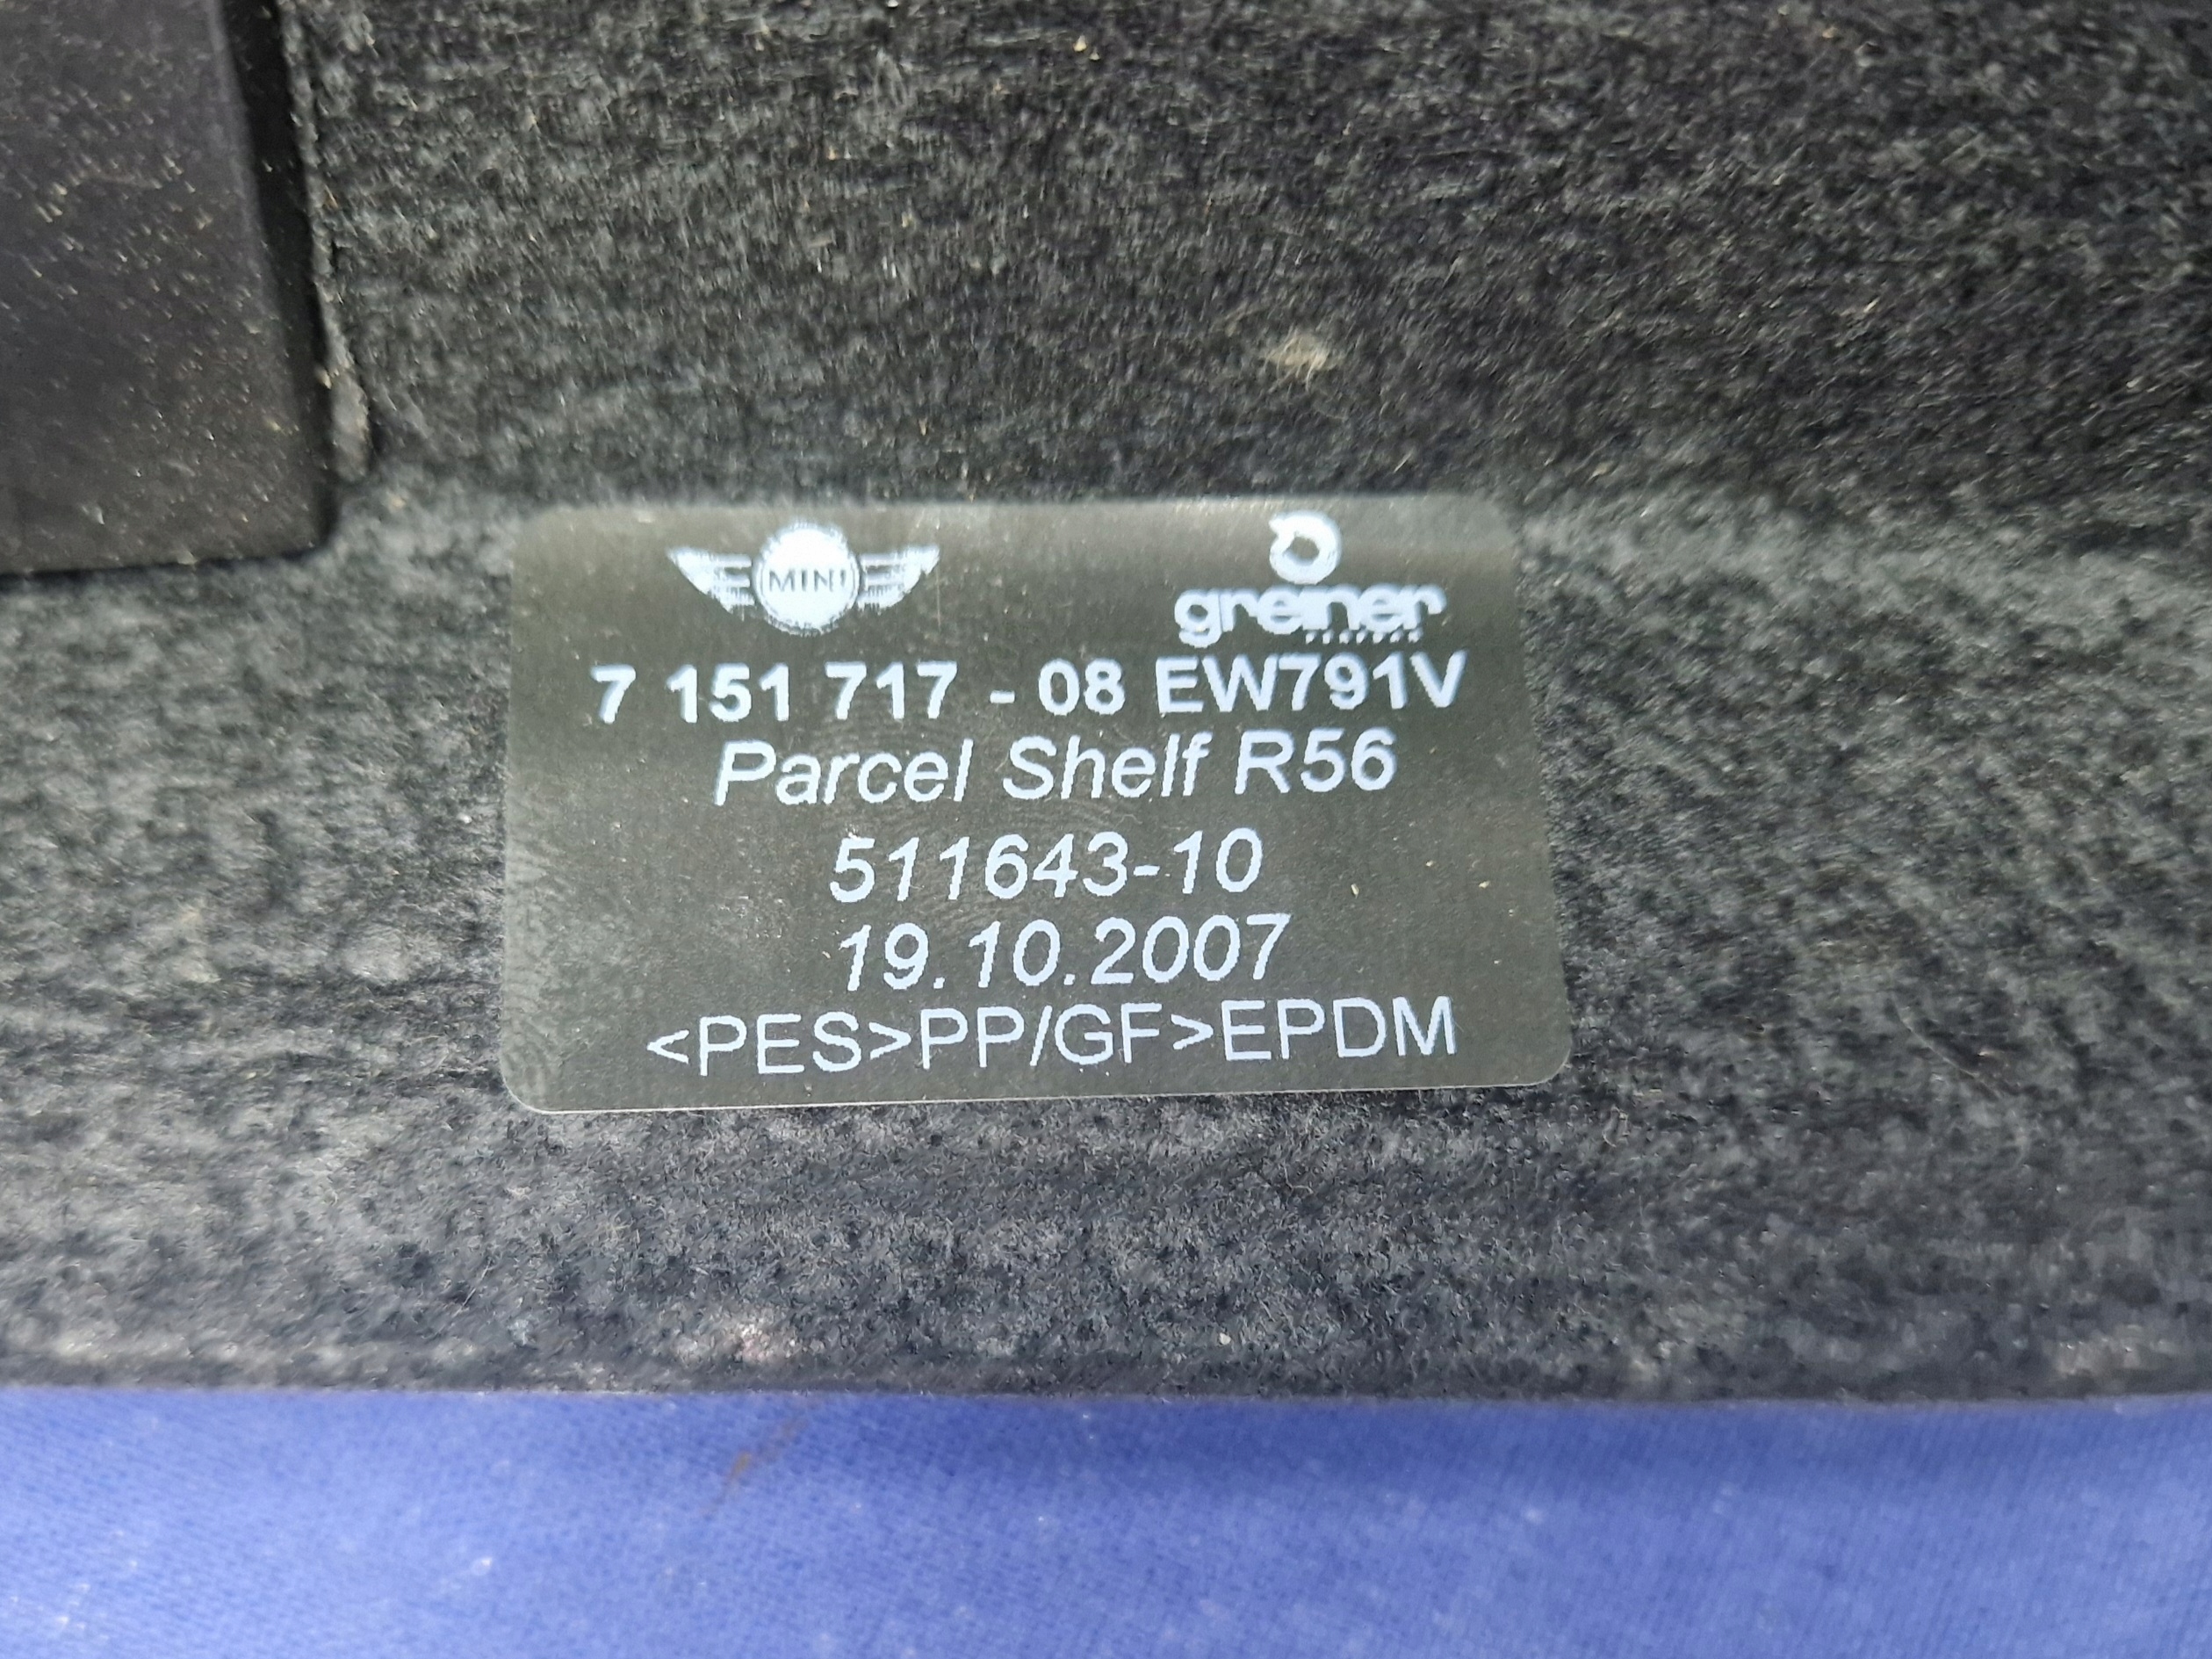 MINI
greiner
7 151 717 - 08 EW791V
Parcel Shelf R56
511643-10
19.10.2007
<PES>PP/GF>EPDM